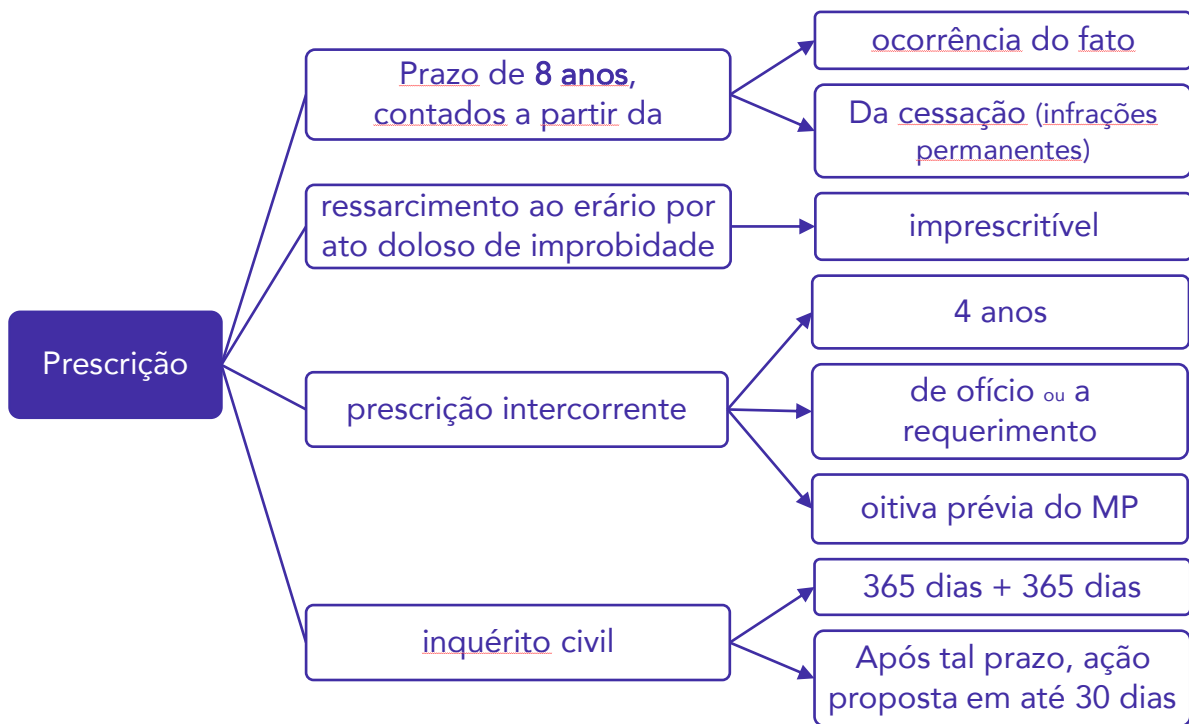 Prescrição
Prazo de 8 anos,
contados a partir da
ocorrência do fato
Da cessação (infrações
permanentes)
ressarcimento ao erário por
ato doloso de improbidade
imprescritível
prescrição intercorrente
4 anos
de ofício ou a
requerimento
oitiva prévia do MP
inquérito civil
365 dias + 365 dias
Após tal prazo, ação
proposta em até 30 dias